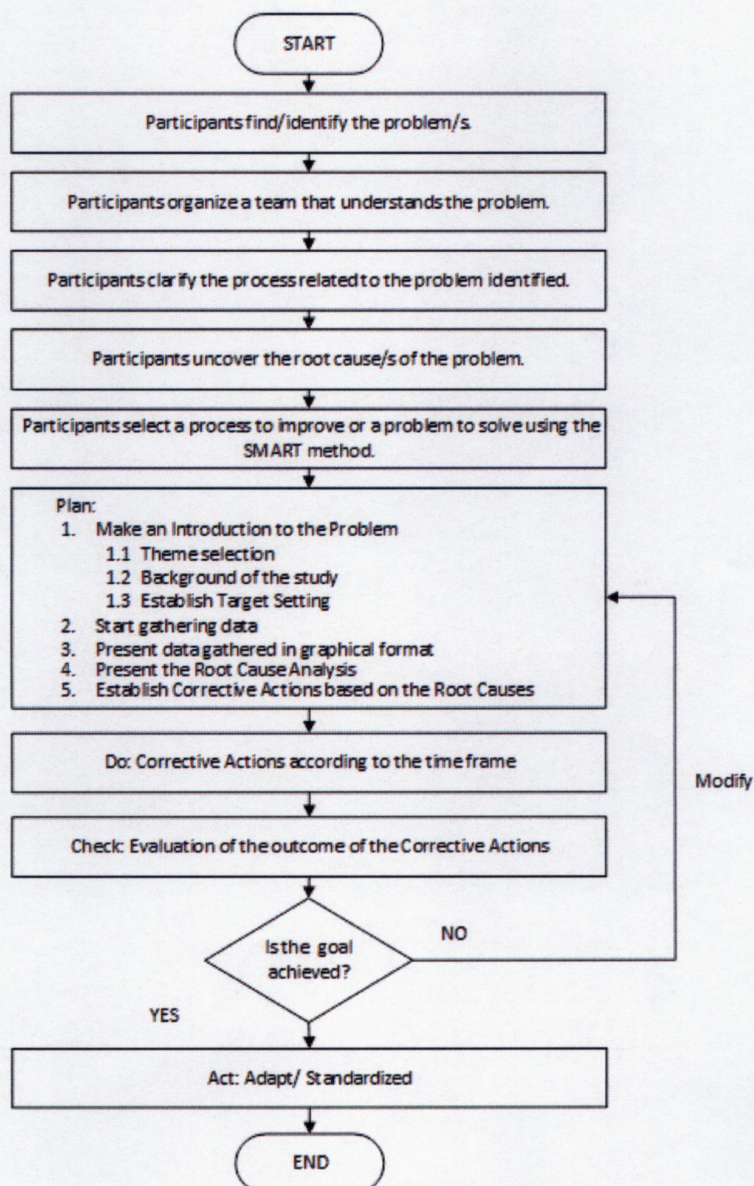 START
Participants find/identify the problem/s.
Participants organize a team that understands the problem.
Participants clarify the process related to the problem identified.
Participants uncover the root cause/s of the problem.
Participants select a process to improve or a problem to solve using the
SMART method.
Plan:
1. Make an Introduction to the Problem
1.1 Theme selection
1.2 Background of the study
1.3 Establish Target Setting
2. Start gathering data
3. Present data gathered in graphical format
4. Present the Root Cause Analysis
5. Establish Corrective Actions based on the Root Causes
Do: Corrective Actions according to the time frame
Modify
Check: Evaluation of the outcome of the Corrective Actions
Is the goal
achieved?
NO
YES
Act: Adapt/ Standardized
END